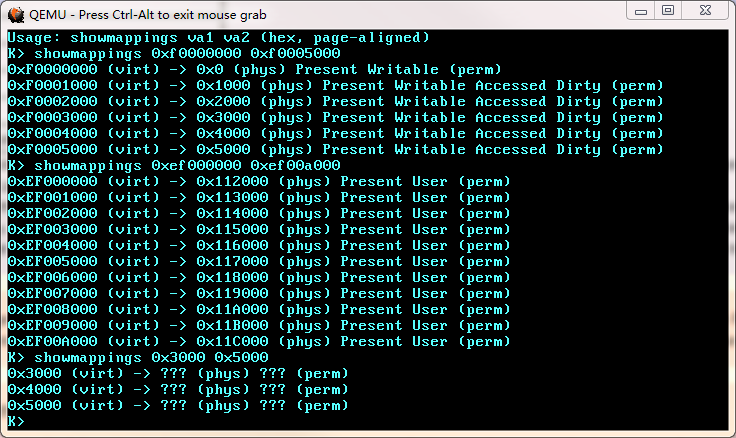 QEMU - Press Ctrl-Alt to exit mouse grab
Usage: showmappings va1 va2 (hex, page-aligned)
K> showmappings 0xf0000000 0xf0005000
0xF0000000 (virt) -> 0x0 (phys) Present Writable (perm)
0xF0001000 (virt) -> 0x1000 (phys) Present Writable Accessed Dirty (perm)
0xF0002000 (virt) -> 0x2000 (phys) Present Writable Accessed Dirty (perm)
0xF0003000 (virt) -> 0x3000 (phys) Present Writable Accessed Dirty (perm)
0xF0004000 (virt) -> 0x4000 (phys) Present Writable Accessed Dirty (perm)
0xF0005000 (virt) -> 0x5000 (phys) Present Writable Accessed Dirty (perm)
K> showmappings 0xef000000 0xef00a000
0xEF000000 (virt) -> 0x112000 (phys) Present User (perm)
0xEF001000 (virt) -> 0x113000 (phys) Present User (perm)
0xEF002000 (virt) -> 0x114000 (phys) Present User (perm)
0xEF003000 (virt) -> 0x115000 (phys) Present User (perm)
0xEF004000 (virt) -> 0x116000 (phys) Present User (perm)
0xEF005000 (virt) -> 0x117000 (phys) Present User (perm)
0xEF006000 (virt) -> 0x118000 (phys) Present User (perm)
0xEF007000 (virt) -> 0x119000 (phys) Present User (perm)
0xEF008000 (virt) -> 0x11A000 (phys) Present User (perm)
0xEF009000 (virt) -> 0x11B000 (phys) Present User (perm)
0xEF00A000 (virt) -> 0x11C000 (phys) Present User (perm)
K> showmappings 0x3000 0x5000
0x3000 (virt) -> ??? (phys) ??? (perm)
0x4000 (virt) -> ??? (phys) ??? (perm)
0x5000 (virt) -> ??? (phys) ??? (perm)
K>